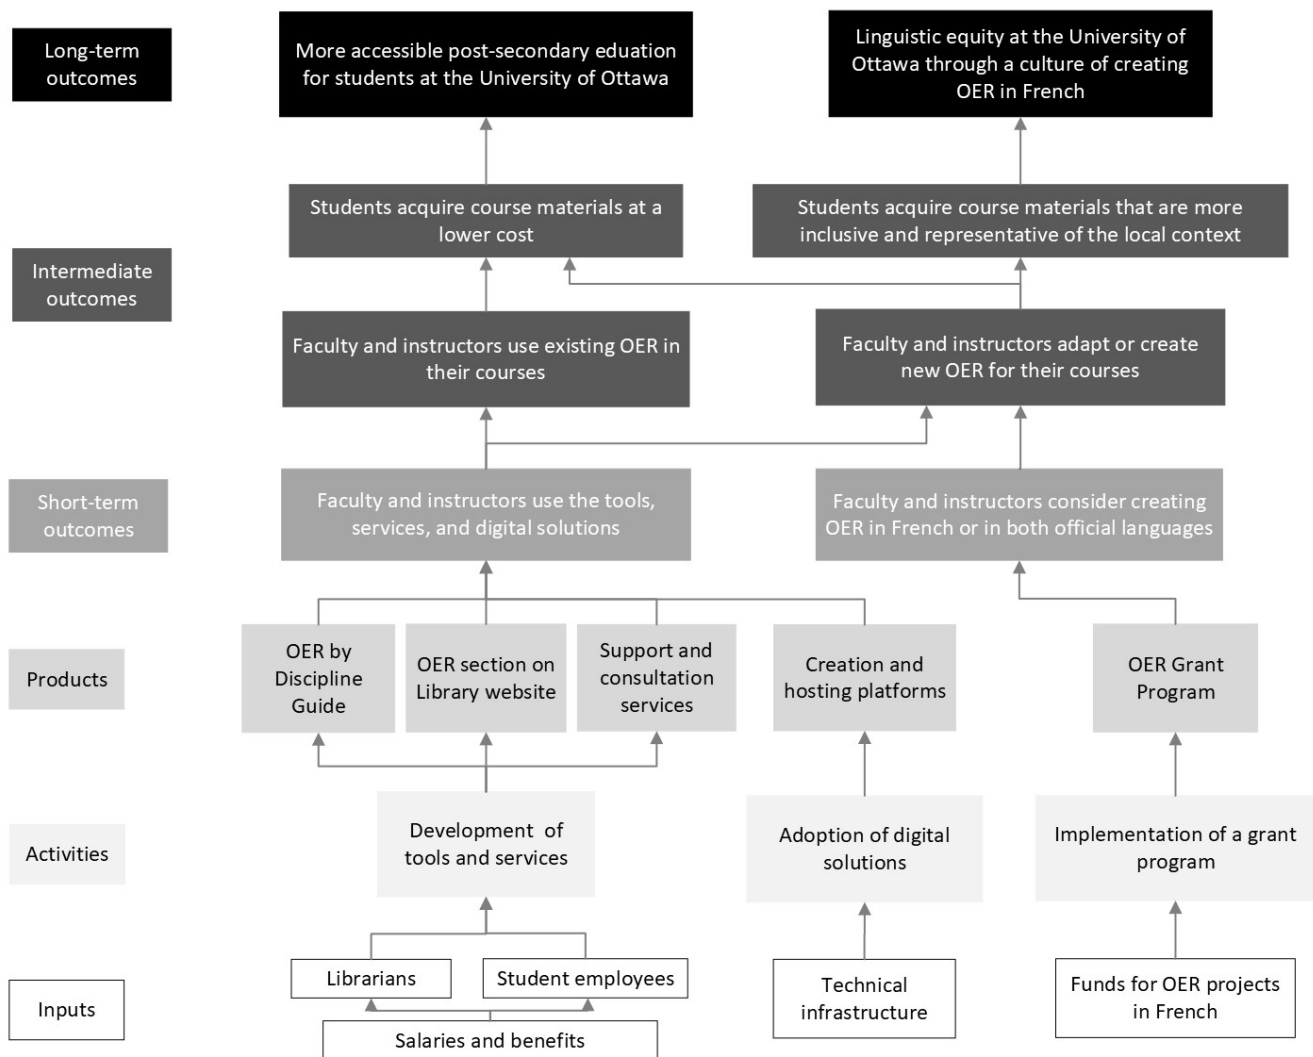 Long-term
outcomes
More accessible post-secondary eduation
for students at the University of Ottawa
Linguistic equity at the University of
Ottawa through a culture of creating
OER in French
Intermediate
outcomes
Students acquire course materials at a
lower cost
Students acquire course materials that are more
inclusive and representative of the local context
Faculty and instructors use existing OER in
their courses
Faculty and instructors adapt or create
new OER for their courses
Short-term
outcomes
Faculty and instructors use the tools,
services, and digital solutions
Faculty and instructors consider creating
OER in French or in both official languages
Products
OER by
Discipline
Guide
OER section on
Library website
Support and
consultation
services
Creation and
hosting platforms
OER Grant
Program
Activities
Development of
tools and services
Adoption of digital
solutions
Implementation of a grant
program
Inputs
Librarians
Student employees
Salaries and benefits
Technical
infrastructure
Funds for OER projects
in French